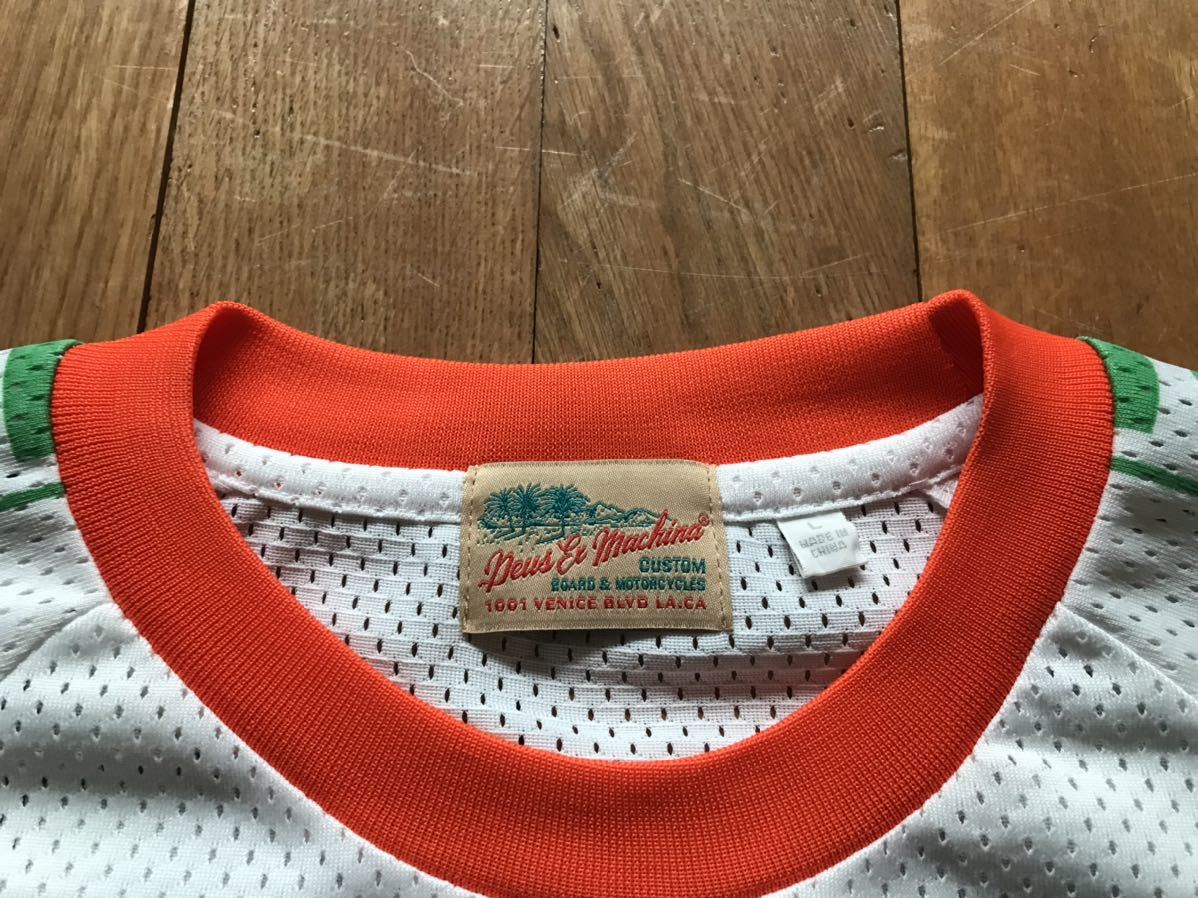 Deus Ex Machina®
CUSTOM
BOARD & MOTORCYCLES
1001 VENICE BLVD LA.CA
L
MADE IN
CHINA